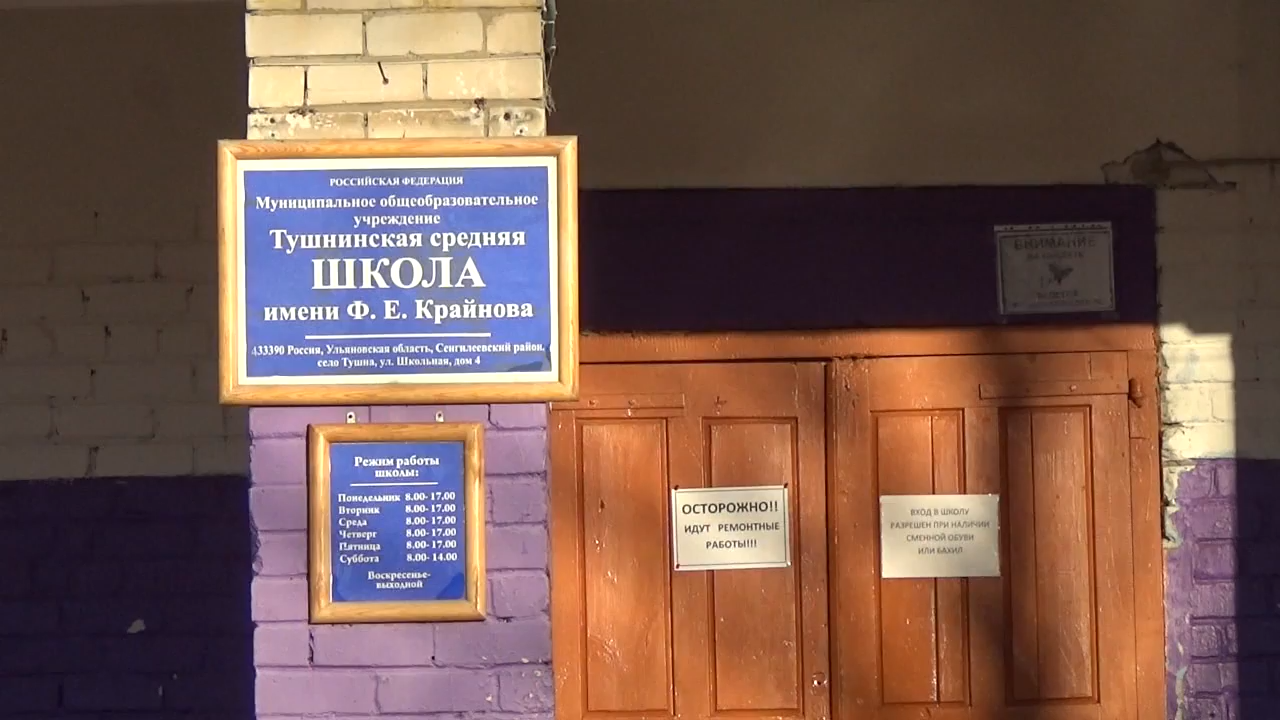 РОССИЙСКАЯ ФЕДЕРАЦИЯ
Муниципальное общеобразовательное
учреждение
Тушнинская средняя
ШКОЛА
имени Ф. Е. Крайнова
433390 Россия, Ульяновская область, Сенгилеевский район,
село Тушна, ул. Школьная, дом 4
Режим работы
школы:
Понедельник 8.00-17.00
Вторник 8.00-17.00
Среда 8.00-17.00
Четверг 8.00-17.00
Пятница 8.00-17.00
Суббота 8.00-14.00
Воскресенье-
выходной
ВНИМАНИЕ
ОСТОРОЖНО!!
ИДУТ РЕМОНТНЫЕ
РАБОТЫ!!!
ВХОД В ШКОЛУ
РАЗРЕШЕН ПРИ НАЛИЧИИ
СМЕННОЙ ОБУВИ
ИЛИ БАХИЛ